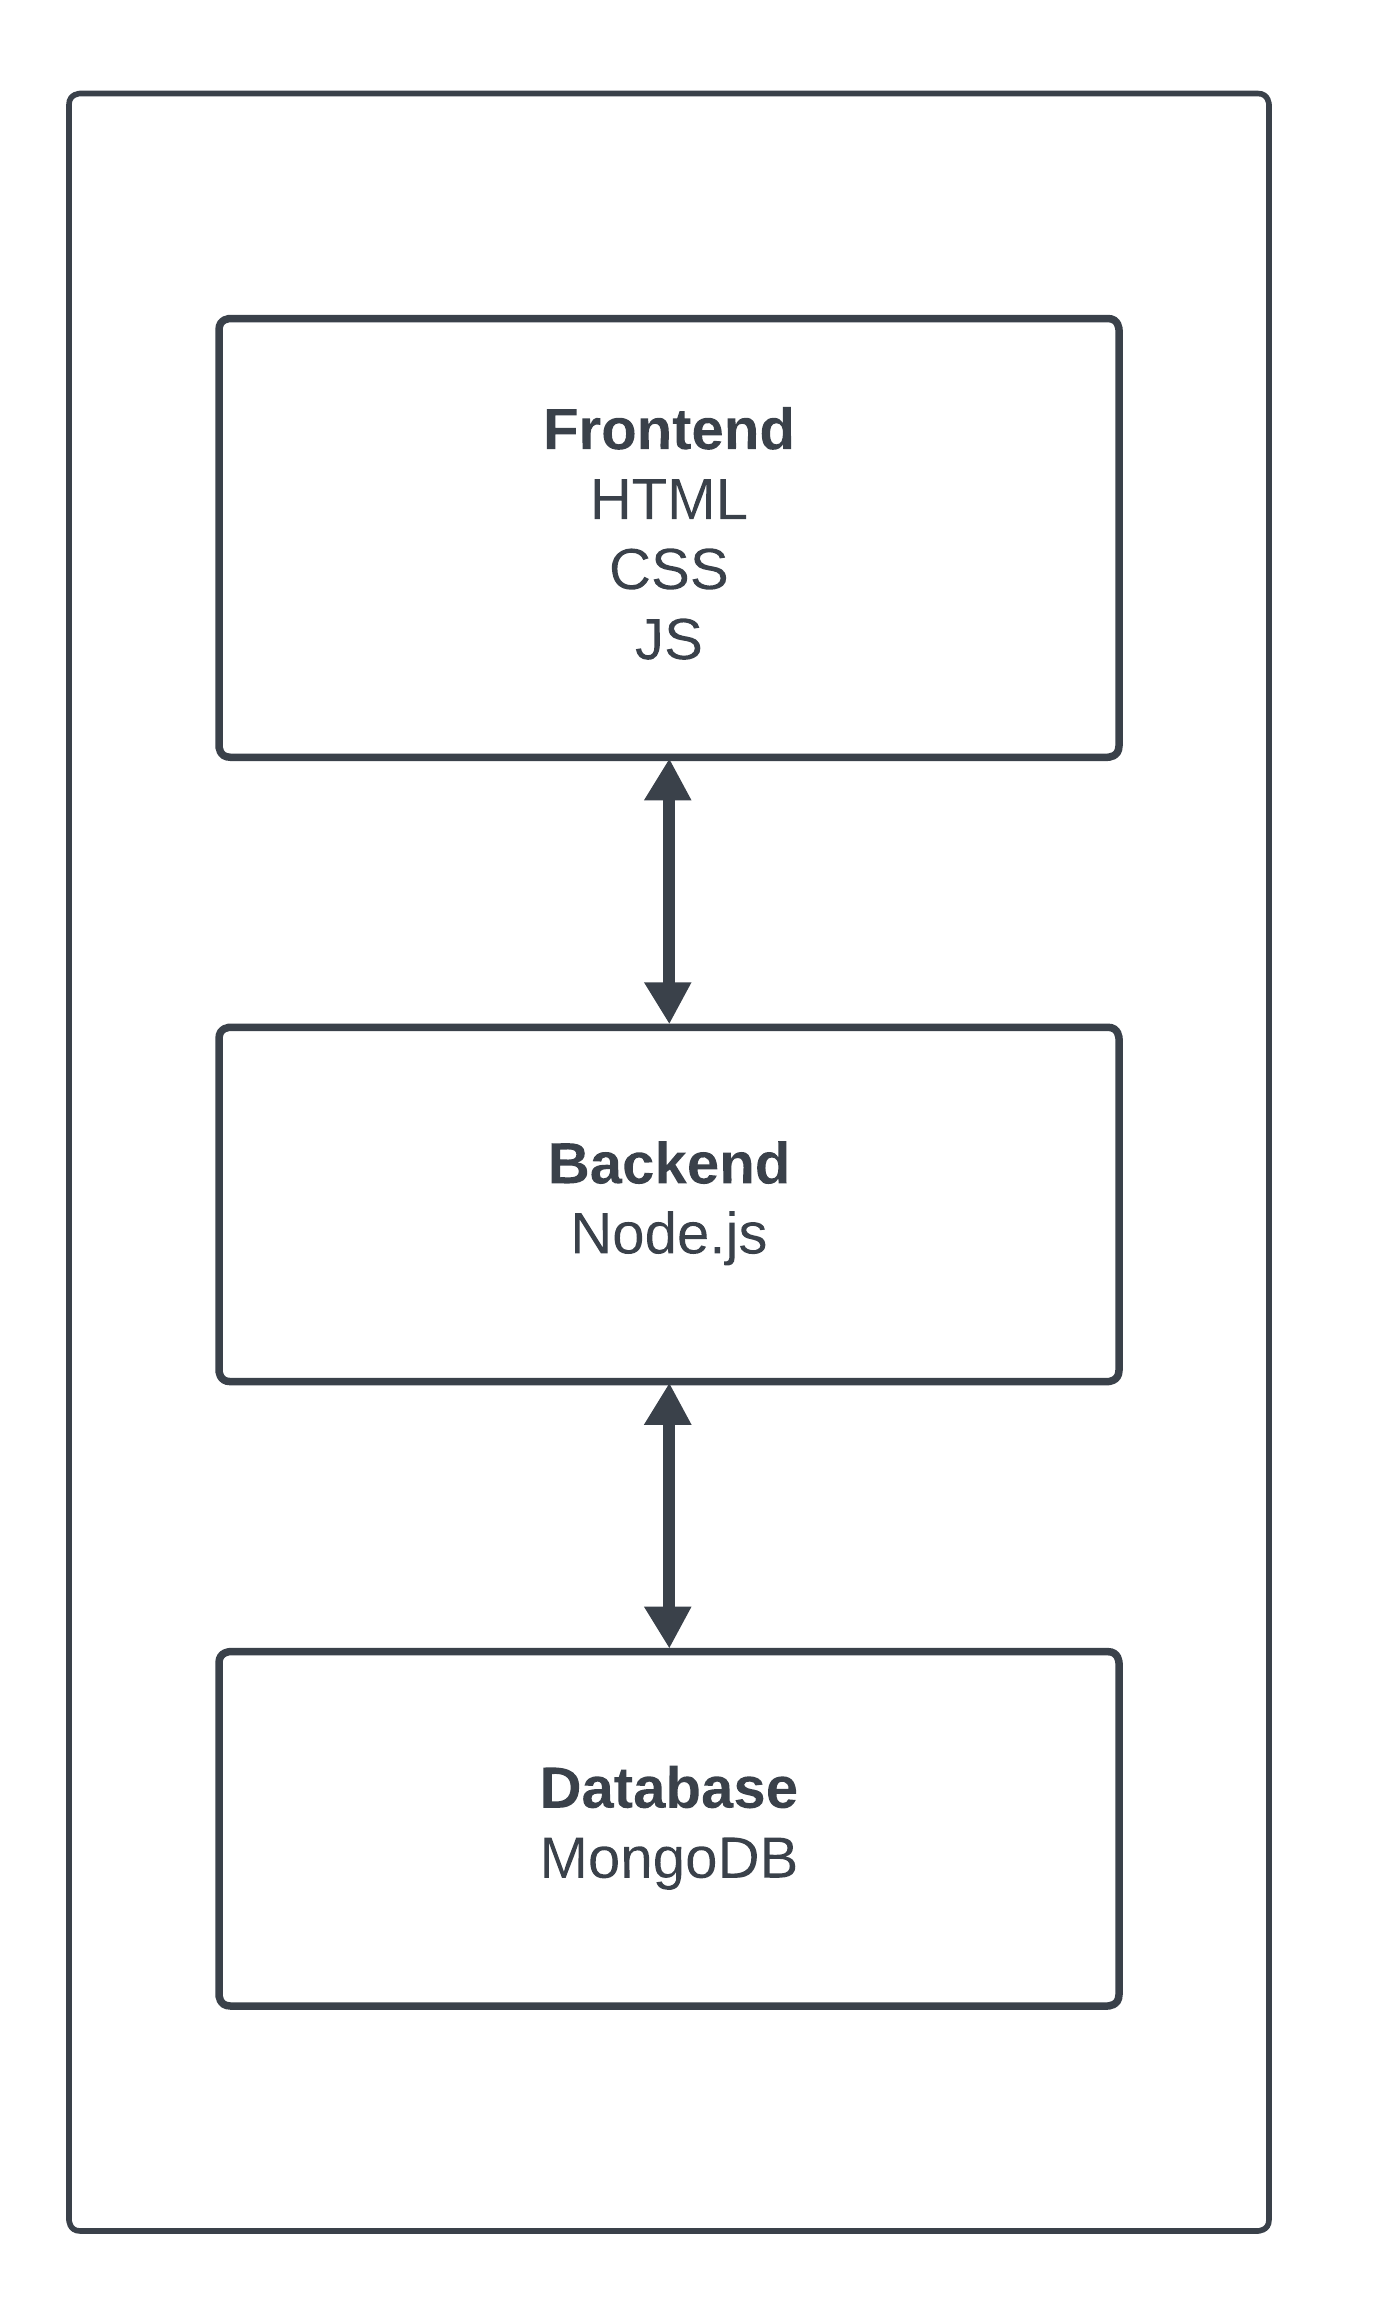 Frontend
HTML
CSS
JS
Backend
Node.js
Database
MongoDB